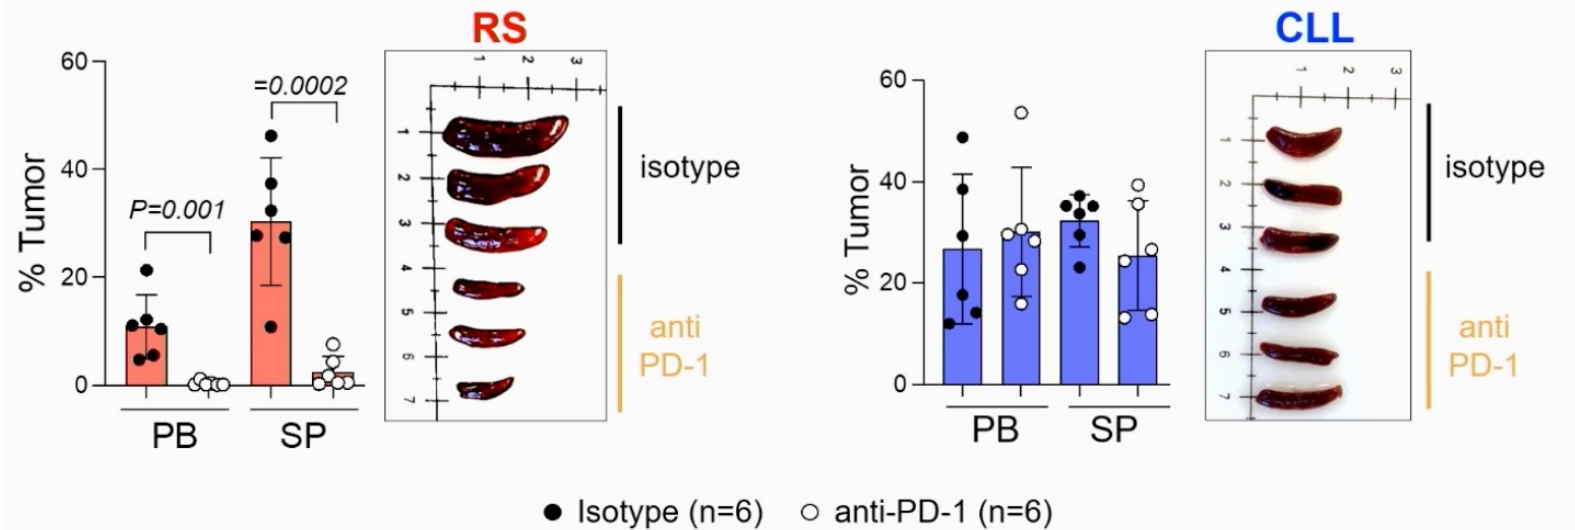 RS
CLL
60
40
20
0
% Tumor
P=0.001
=0.0002
PB
SP
1 2 3
1
2
3
4
5
6
7
isotype
anti
PD-1
60
40
20
0
% Tumor
PB
SP
1 2 3
1
2
3
4
5
6
7
isotype
anti
PD-1
Isotype (n=6) anti-PD-1 (n=6)